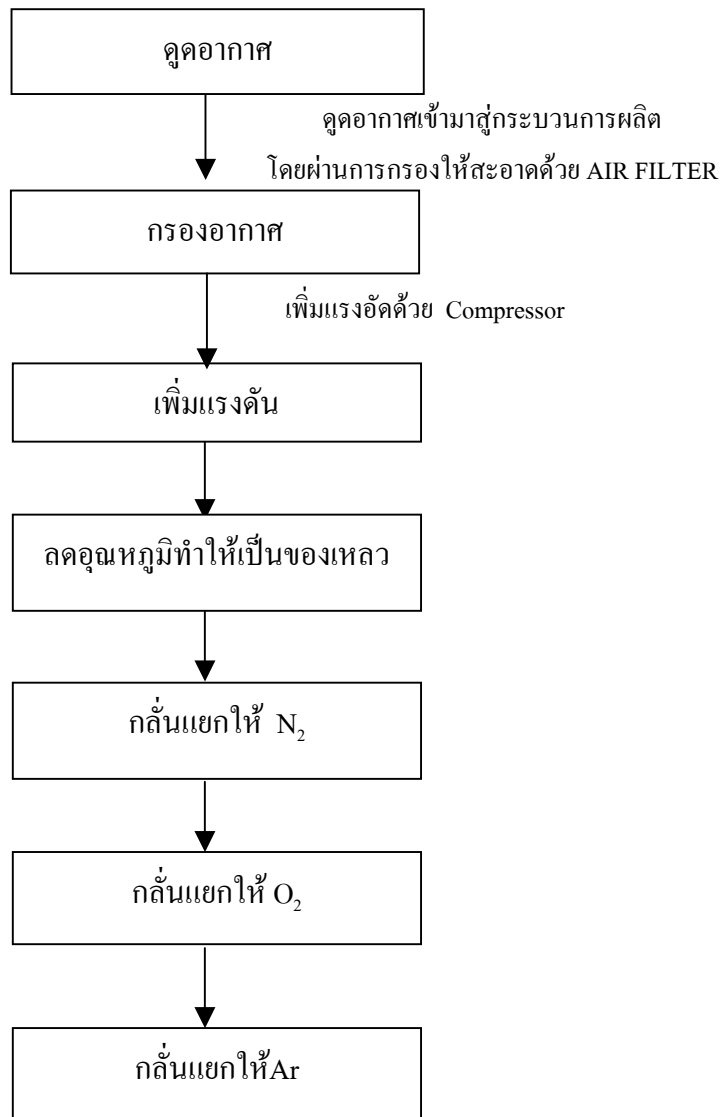 ดูดอากาศ
ดูดอากาศเข้ามาสู่กระบวนการผลิต
โดยผ่านการกรองให้สะอาดด้วย AIR FILTER
กรองอากาศ
เพิ่มแรงอัดด้วย Compressor
เพิ่มแรงดัน
ลดอุณหภูมิทำให้เป็นของเหลว
กลั่นแยกให้ N₂
กลั่นแยกให้ O₂
กลั่นแยกให้Ar